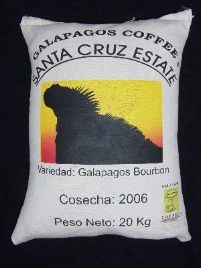 GALAPAGOS COFFEE
SANTA CRUZ ESTATE
Variedad: Galapagos Bourbon
Cosecha: 2006
Peso Neto: 20 Kg